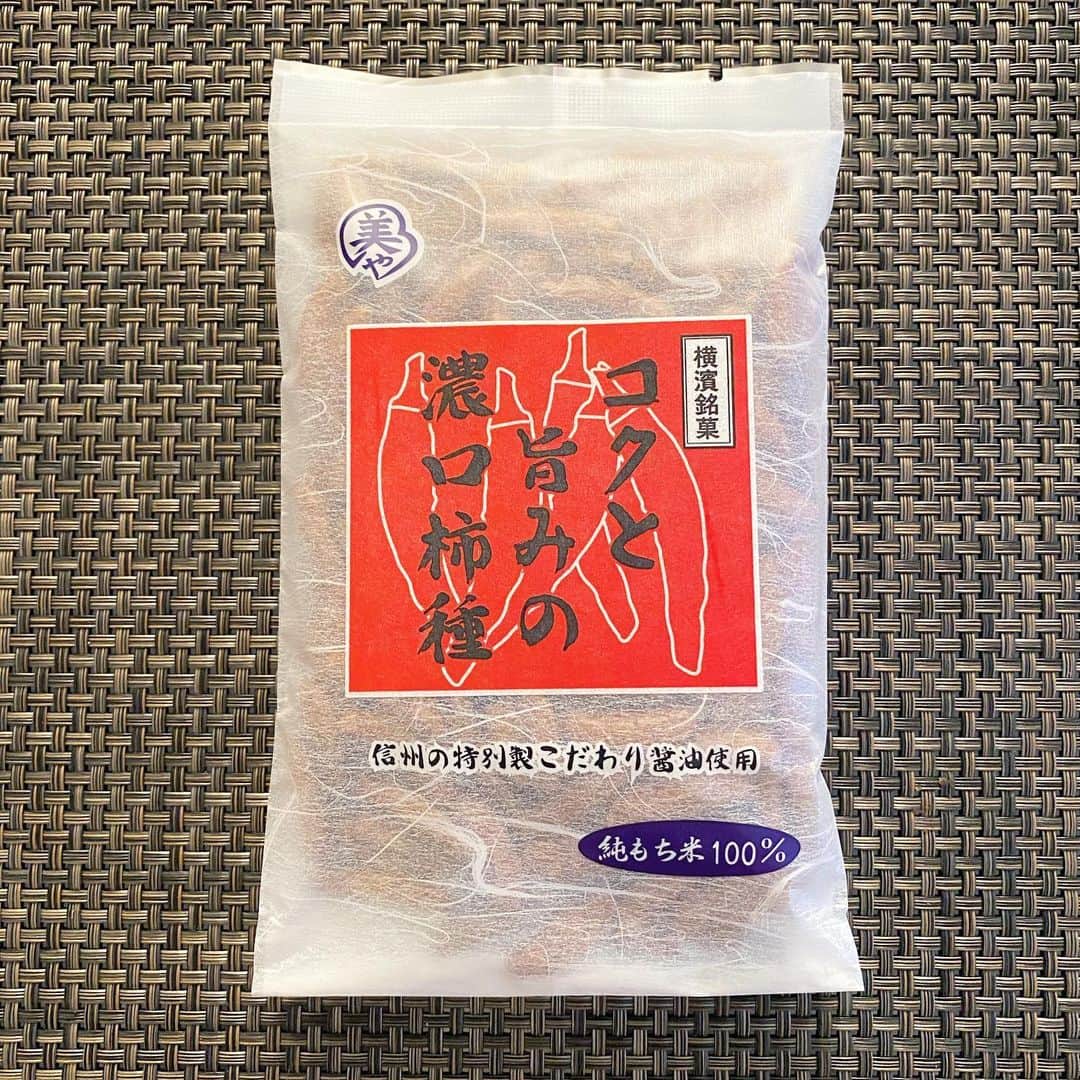 美や
横濱銘菓
コクと
旨みの
濃口柿種
信州の特別製こだわり醤油使用
純もち米100%